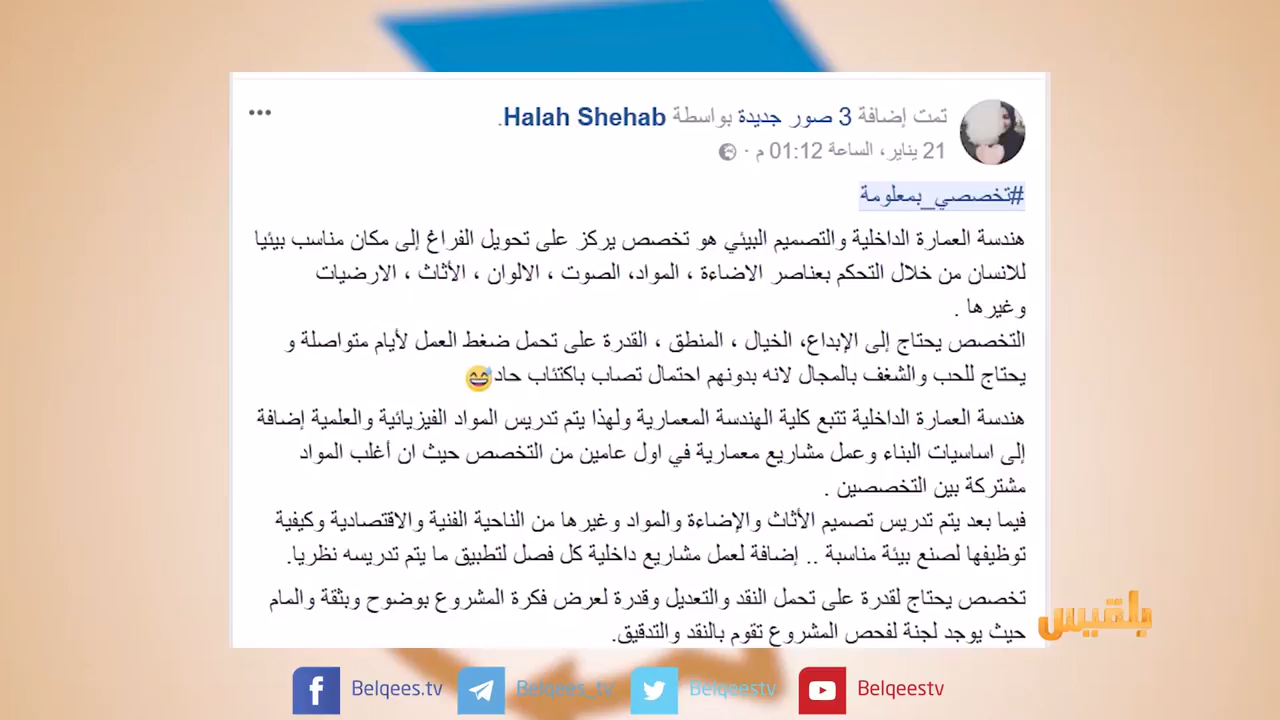 تمت إضافة 3 صور جديدة بواسطة Halah Shehab.
21 يناير، الساعة 01:12 م ·
#تخصصي_بمعلومة
هندسة العمارة الداخلية والتصميم البيئي هو تخصص يركز على تحويل الفراغ إلى مكان مناسب بيئيا
للانسان من خلال التحكم بعناصر الاضاءة ، المواد، الصوت ، الالوان ، الأثاث ، الارضيات
وغيرها .
التخصص يحتاج إلى الإبداع، الخيال ، المنطق ، القدرة على تحمل ضغط العمل لأيام متواصلة و
يحتاج للحب والشغف بالمجال لانه بدونهم احتمال تصاب باكتئاب حاد😅
هندسة العمارة الداخلية تتبع كلية الهندسة المعمارية ولهذا يتم تدريس المواد الفيزيائية والعلمية إضافة
إلى اساسيات البناء وعمل مشاريع معمارية في اول عامين من التخصص حيث ان أغلب المواد
مشتركة بين التخصصين .
فيما بعد يتم تدريس تصميم الأثاث والإضاءة والمواد وغيرها من الناحية الفنية والاقتصادية وكيفية
توظيفها لصنع بيئة مناسبة .. إضافة لعمل مشاريع داخلية كل فصل لتطبيق ما يتم تدريسه نظريا.
تخصص يحتاج لقدرة على تحمل النقد والتعديل وقدرة لعرض فكرة المشروع بوضوح وبثقة والمام
حيث يوجد لجنة لفحص المشروع تقوم بالنقد والتدقيق.
بلقيس
Belqees.tv
Belqees_tv
Belqeestv
Belqeestv